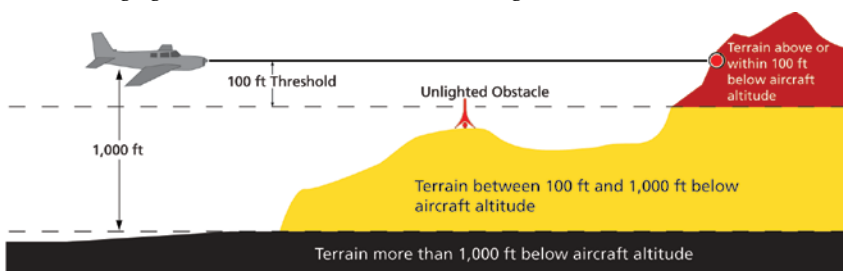 Terrain above or
within 100 ft
below aircraft
altitude
100 ft Threshold
Unlighted Obstacle
1,000 ft
Terrain between 100 ft and 1,000 ft below
aircraft altitude
Terrain more than 1,000 ft below aircraft altitude